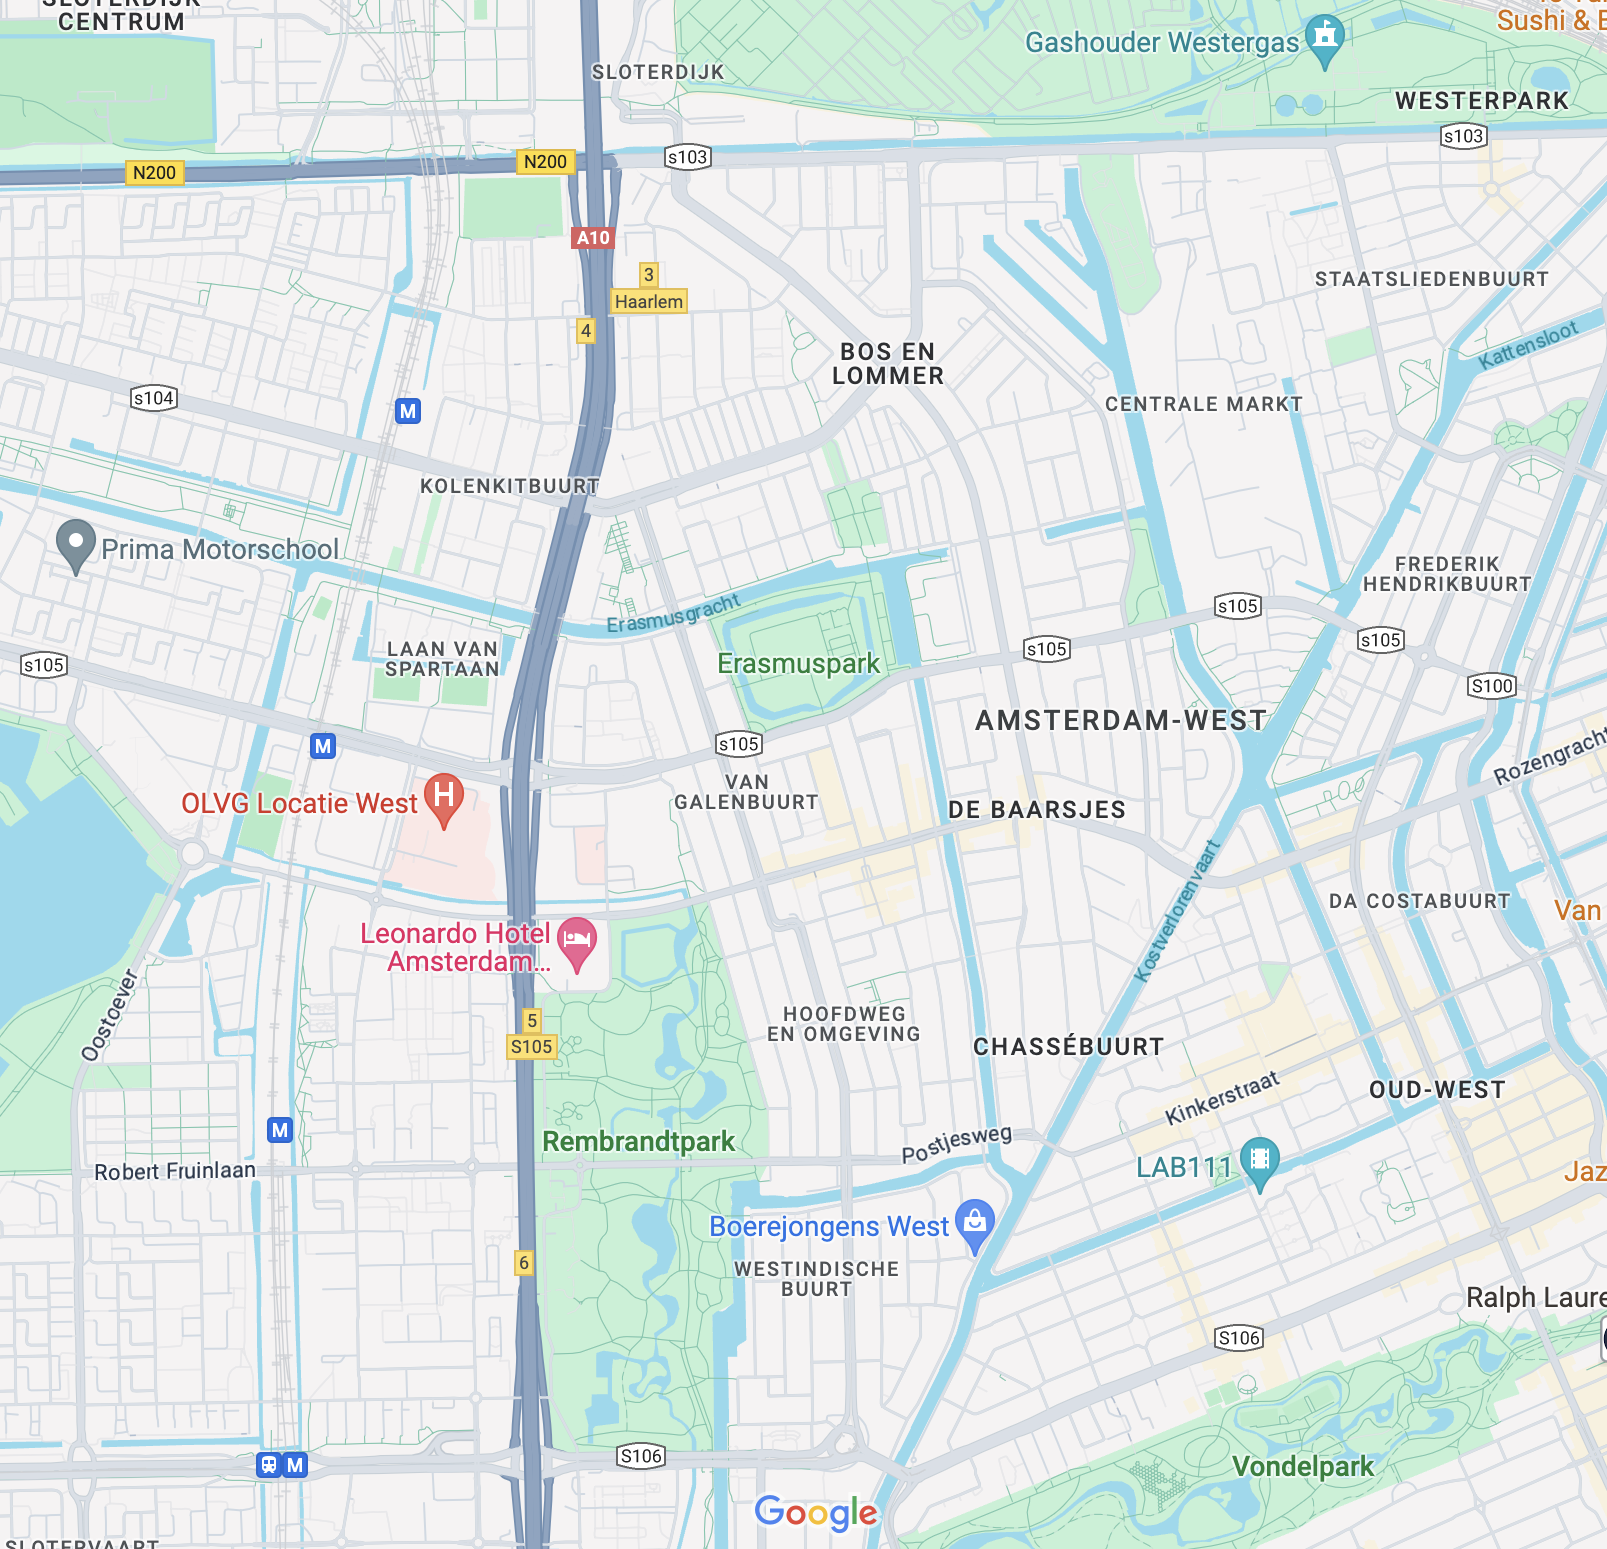 SLOTERDIJK
CENTRUM
SLOTERDIJK
Gashouder Westergas
Sushi &
WESTERPARK
s103
s103
N200
N200
A10
3
Haarlem
4
STAATSLIEDENBUURT
Kattensloot
BOS EN
LOMMER
s104
M
CENTRALE MARKT
KOLENKITBUURT
Prima Motorschool
FREDERIK
HENDRIKBUURT
Erasmusgracht
s105
s105
s105
LAAN VAN
SPARTAAN
s105
Erasmuspark
S100
AMSTERDAM-WEST
M
s105
Rozengracht
VAN
GALENBUURT
OLVG Locatie West
H
DE BAARSJES
Kostverlorenvaart
DA COSTABUURT
Van
Leonardo Hotel
Amsterdam...
Oostoever
5
S105
HOOFDWEG
EN OMGEVING
CHASSÉBUURT
Kinkerstraat
OUD-WEST
M
Rembrandtpark
Postjesweg
Robert Fruinlaan
LAB111
Jaz
Boerejongens West
6
WESTINDISCHE
BUURT
Ralph Laure
S106
S106
M
Vondelpark
Google
SLOTERVAART